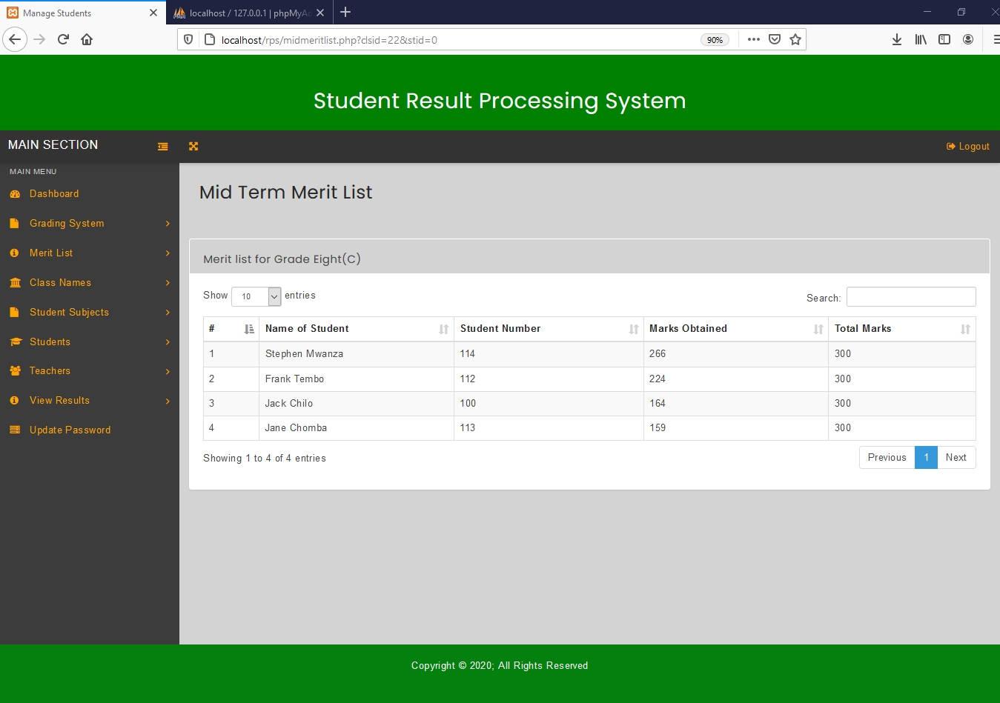 Manage Students
localhost / 127.0.0.1 | phpMyAd
localhost/rps/midmeritlist.php?clsid=22&stid=0
90%
Student Result Processing System
MAIN SECTION
Logout
MAIN MENU
Dashboard
Grading System
Merit List
Class Names
Student Subjects
Students
Teachers
View Results
Update Password
Mid Term Merit List
Merit list for Grade Eight(C)
Show 10 entries
Search:
# Name of Student Student Number Marks Obtained Total Marks
1 Stephen Mwanza 114 266 300
2 Frank Tembo 112 224 300
3 Jack Chilo 100 164 300
4 Jane Chomba 113 159 300
Showing 1 to 4 of 4 entries
Previous 1 Next
Copyright © 2020; All Rights Reserved